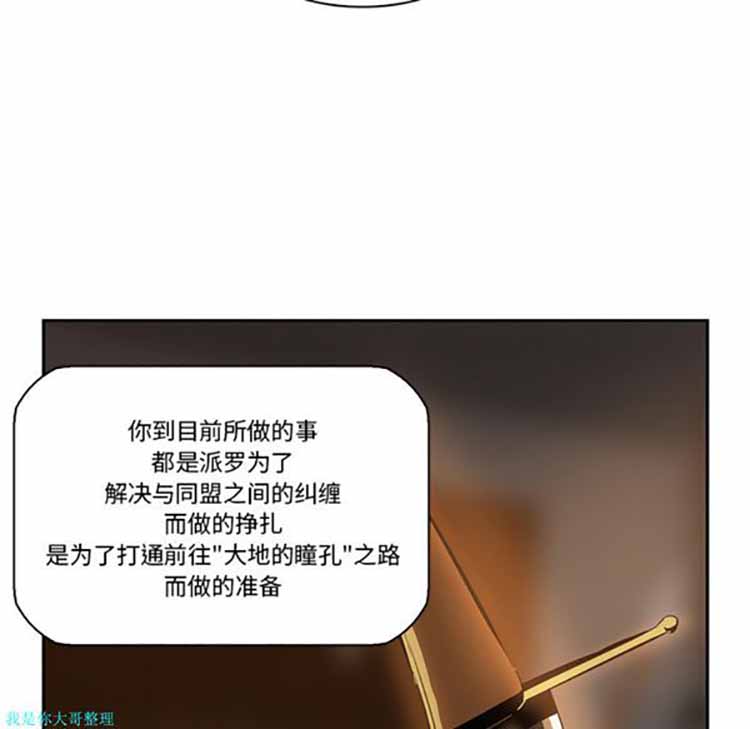 你到目前所做的事
都是派罗为了
解决与同盟之间的纠缠
而做的挣扎
是为了打通前往"大地的瞳孔"之路
而做的准备
我是你大哥整理